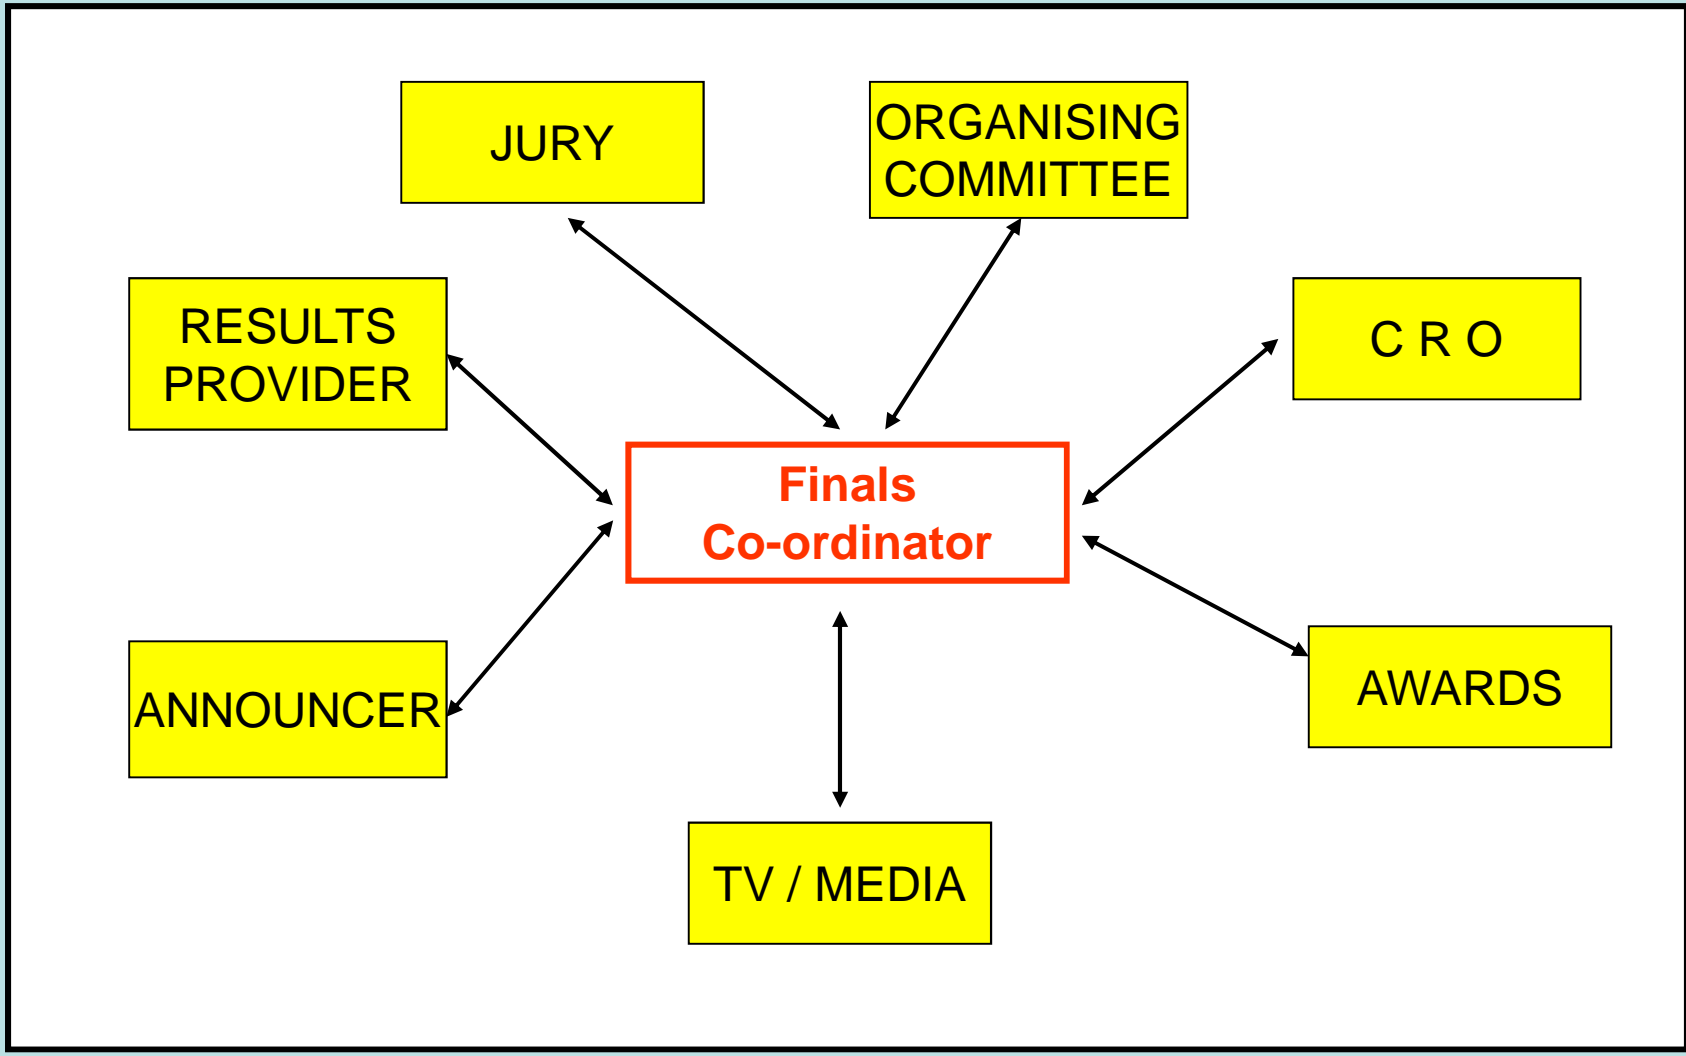 JURY
ORGANISING
COMMITTEE
RESULTS
PROVIDER
C R O
Finals
Co-ordinator
ANNOUNCER
AWARDS
TV / MEDIA